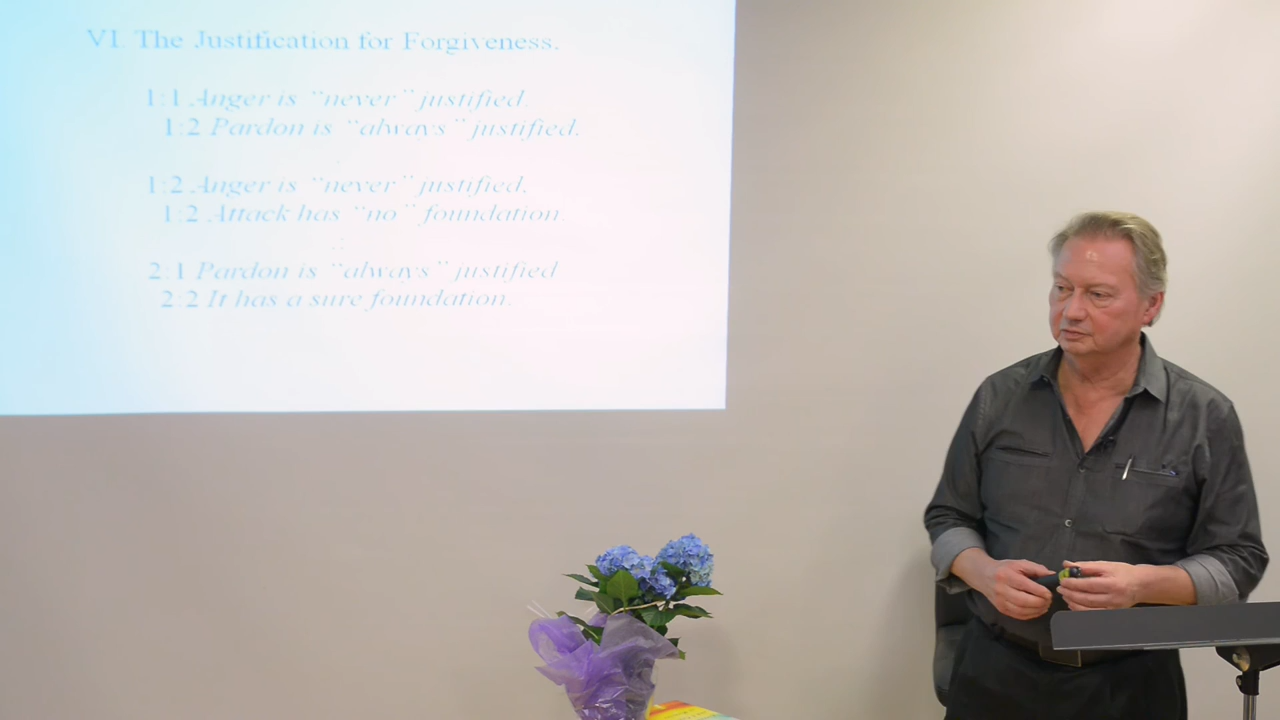 VI. The Justification for Forgiveness.
1:1 Anger is “never” justified.
1:2 Pardon is “always” justified.
1:2 Anger is “never” justified.
1:2 Attack has “no” foundation.
2:1 Pardon is “always” justified
2:2 It has a sure foundation.